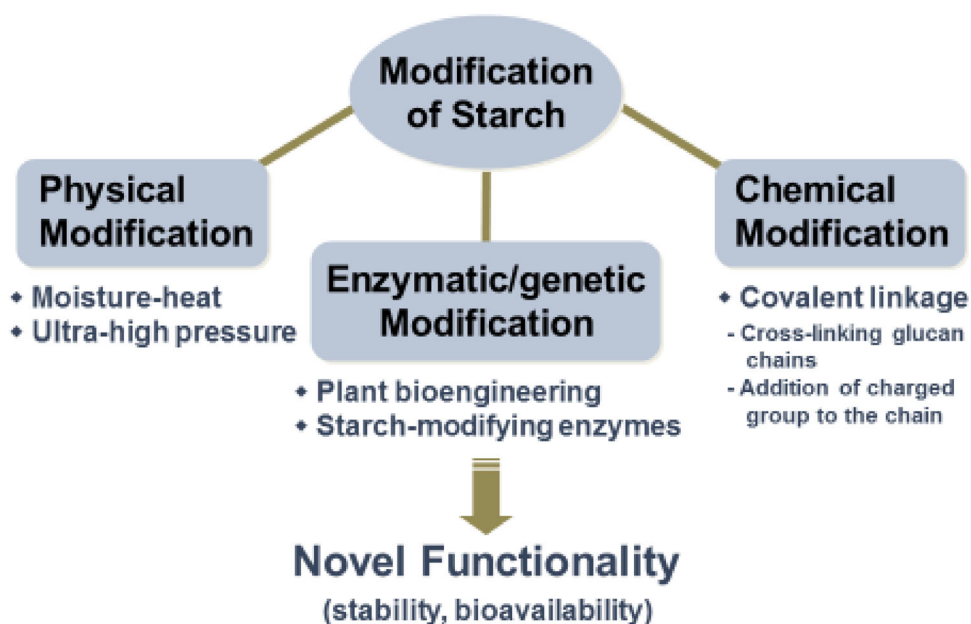 Modification
of Starch
Physical
Modification
◆ Moisture-heat
◆ Ultra-high pressure
Enzymatic/genetic
Modification
◆ Plant bioengineering
◆ Starch-modifying enzymes
Chemical
Modification
◆ Covalent linkage
- Cross-linking glucan
chains
- Addition of charged
group to the chain
Novel Functionality
(stability, bioavailability)